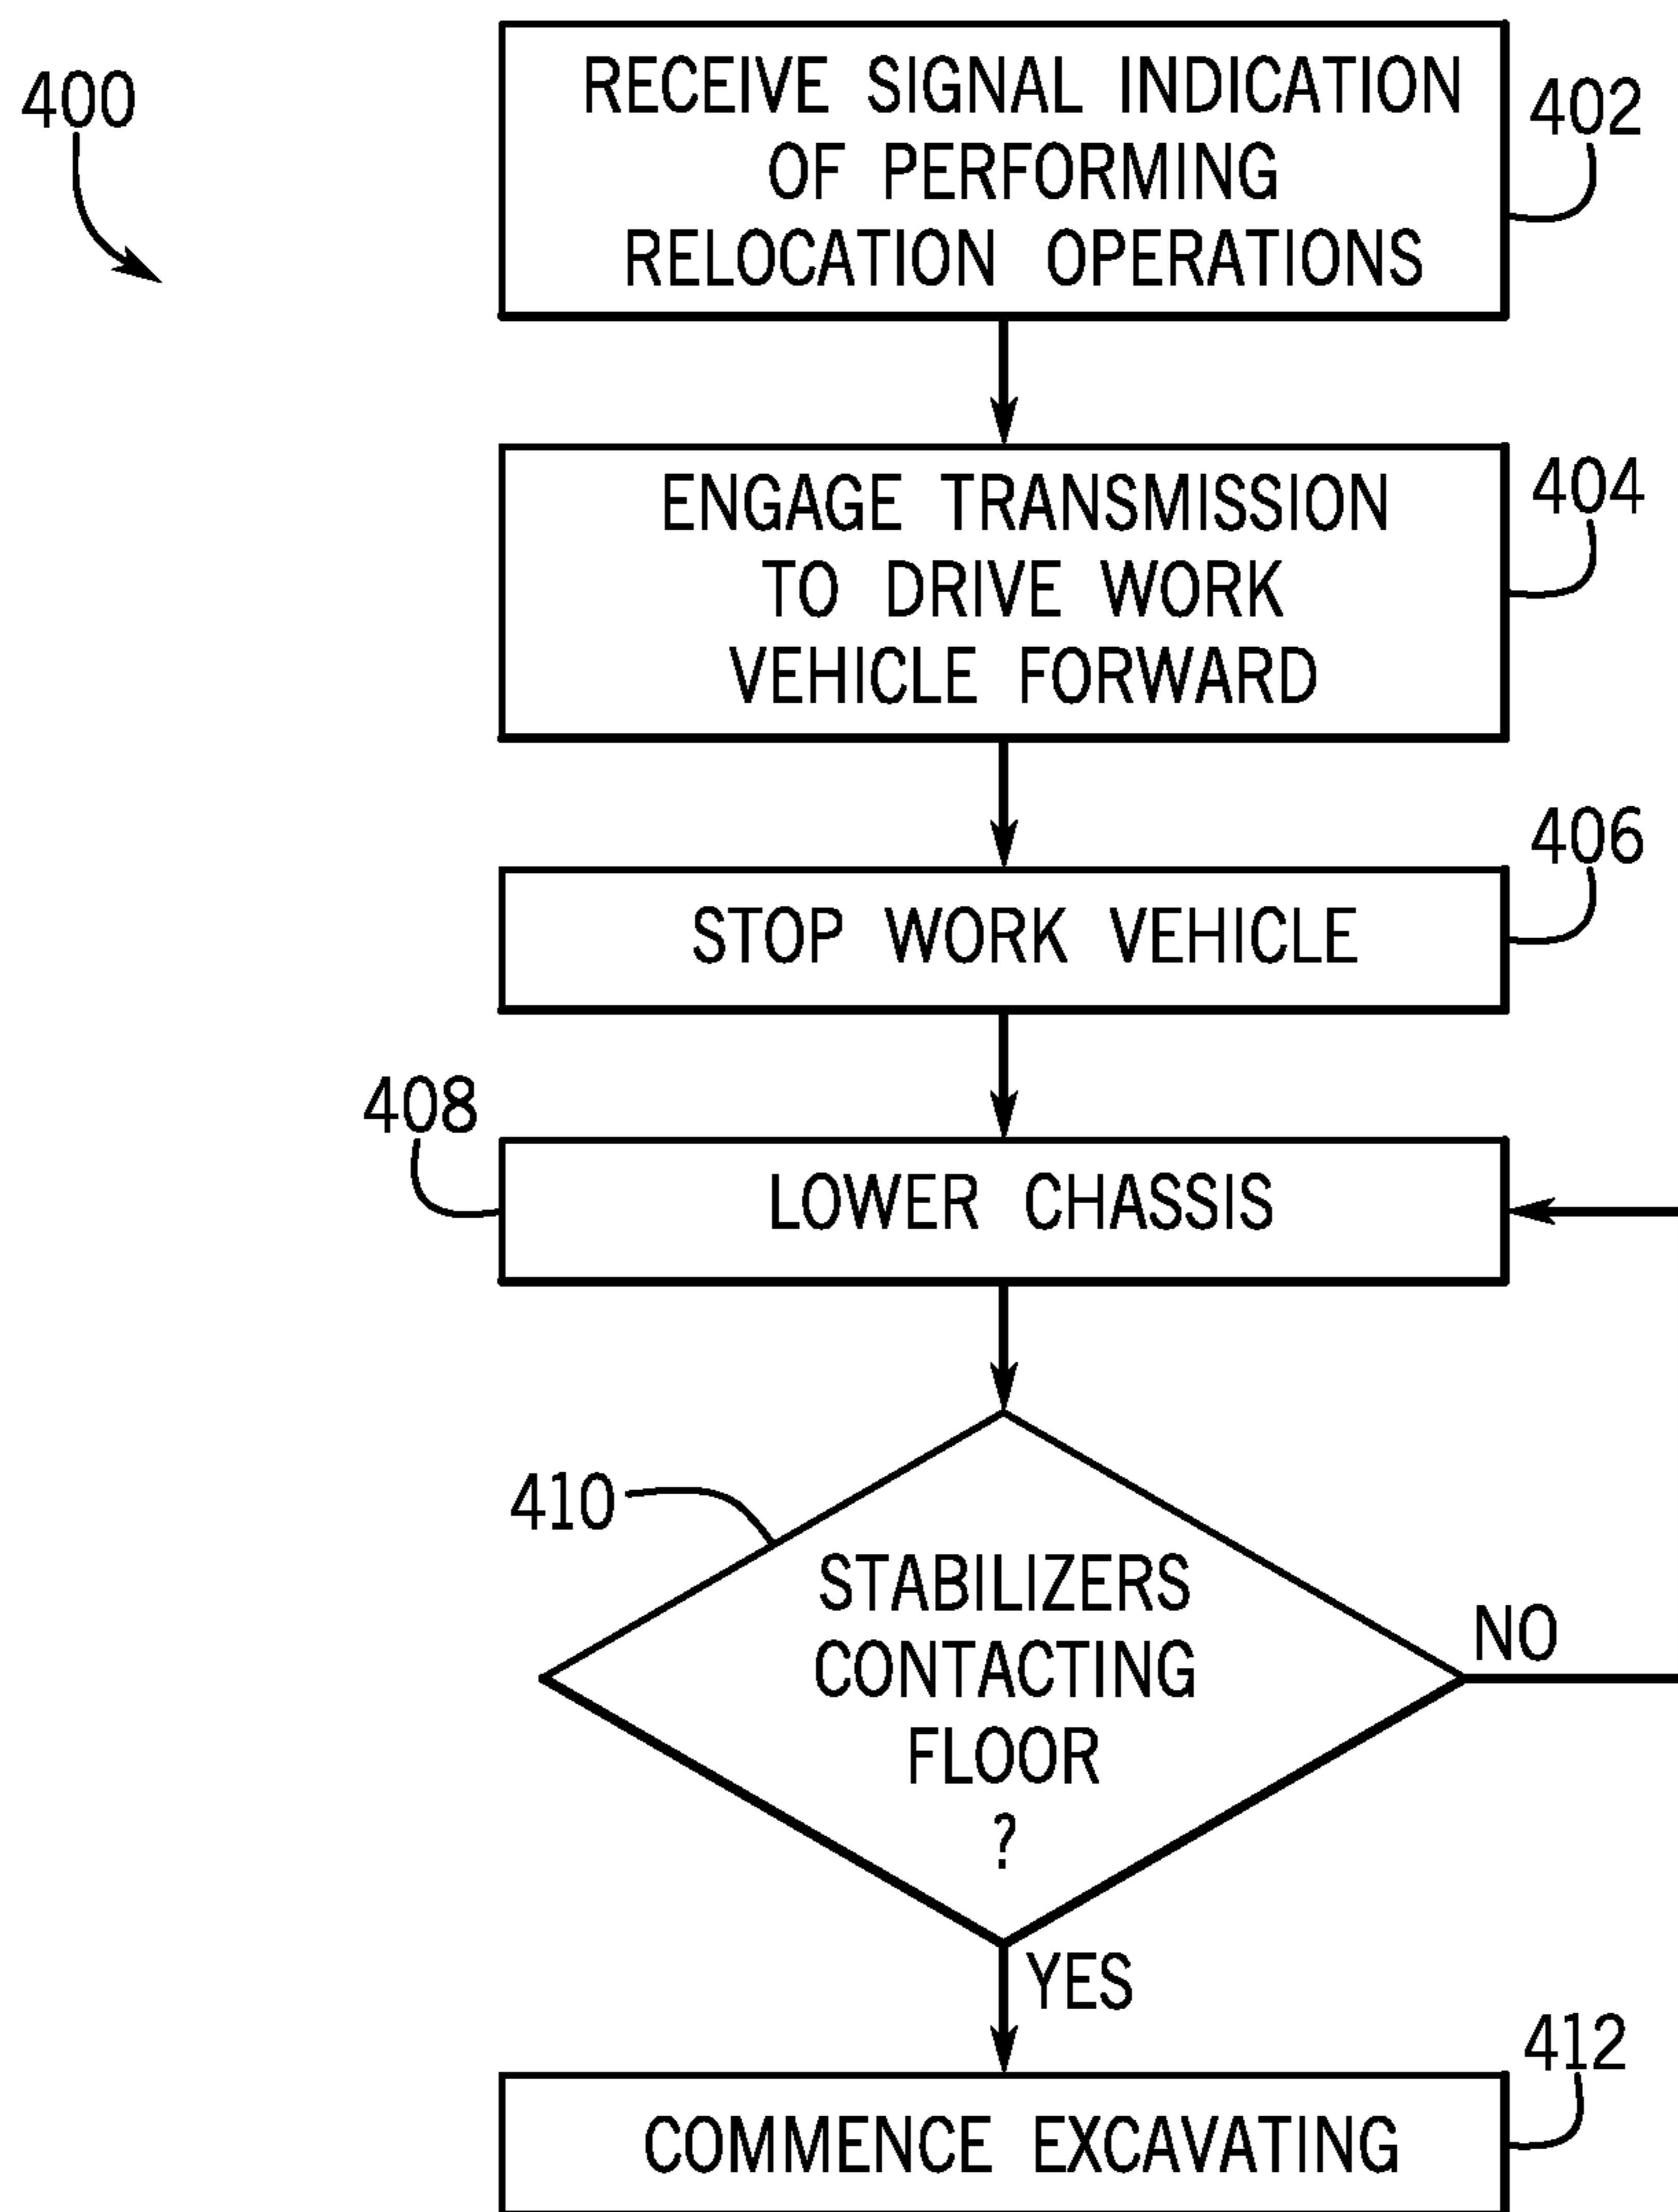 400
RECEIVE SIGNAL INDICATION
OF PERFORMING
RELOCATION OPERATIONS
402
ENGAGE TRANSMISSION
TO DRIVE WORK
VEHICLE FORWARD
404
STOP WORK VEHICLE
406
408
LOWER CHASSIS
410
STABILIZERS
CONTACTING
FLOOR
?
NO
YES
412
COMMENCE EXCAVATING